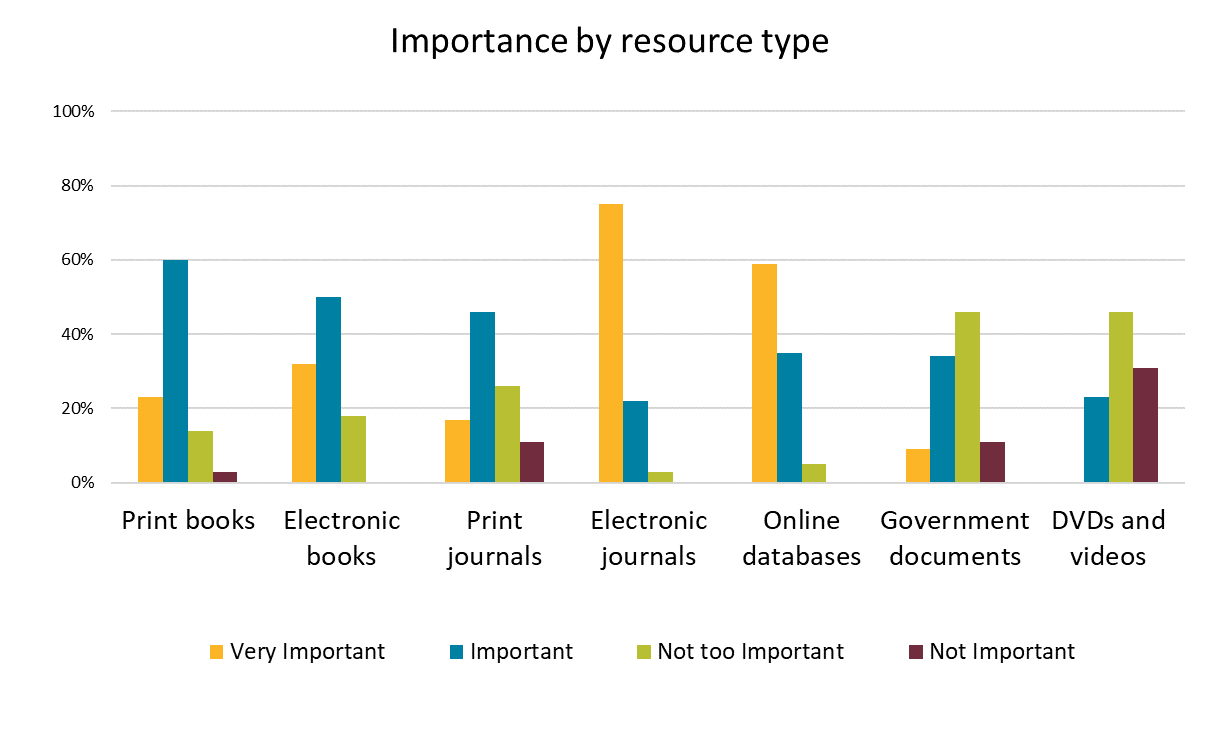 Importance by resource type
100%
80%
60%
40%
20%
0%
Print books
Electronic
books
Print
journals
Electronic
journals
Online
databases
Government
documents
DVDs and
videos
Very Important
Important
Not too Important
Not Important